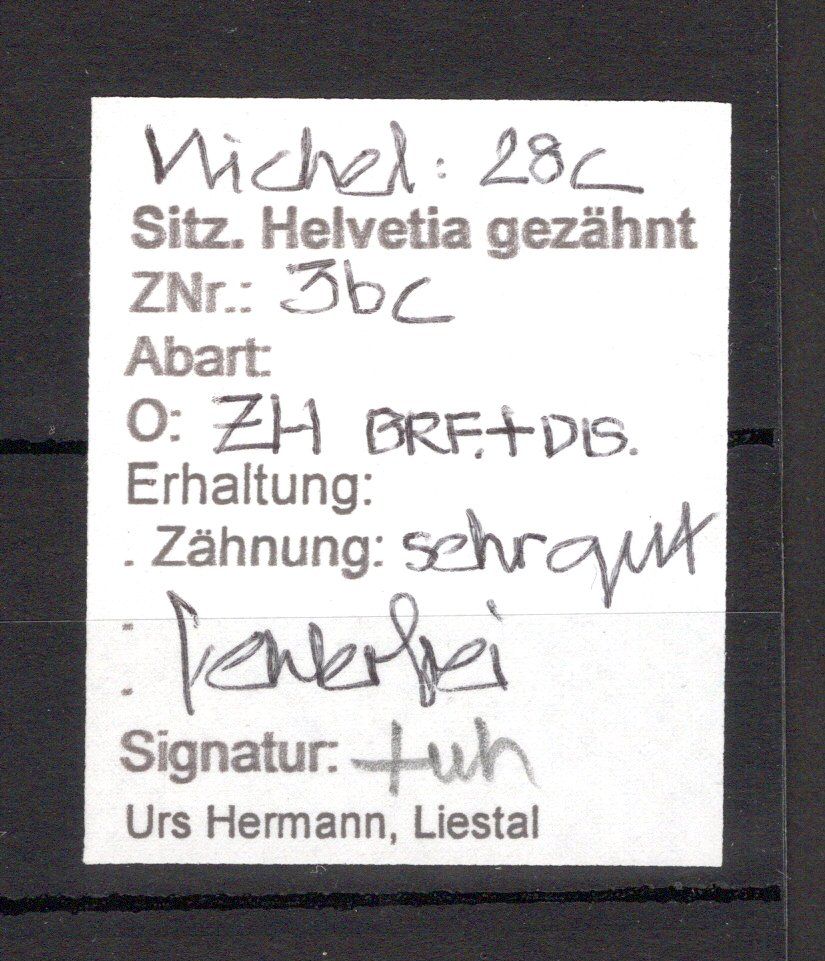 Michel: 28C
Sitz. Helvetia gezähnt
ZNr.: 3bC
Abart:
O: ZH BRF.+DIS.
Erhaltung:
. Zähnung: sehr gut
: fehlerfrei
.
Signatur: +uh
Urs Hermann, Liestal